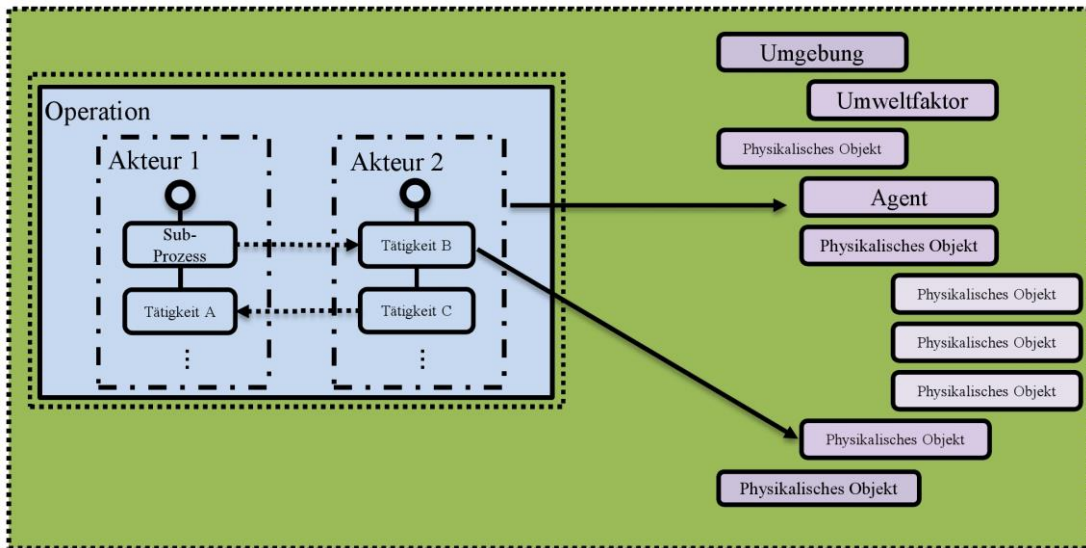 Umgebung
Umweltfaktor
Physikalisches Objekt
Agent
Physikalisches Objekt
Physikalisches Objekt
Physikalisches Objekt
Physikalisches Objekt
Physikalisches Objekt
Physikalisches Objekt
Operation
Akteur 1
Sub-
Prozess
Tätigkeit A
Akteur 2
Tätigkeit B
Tätigkeit C